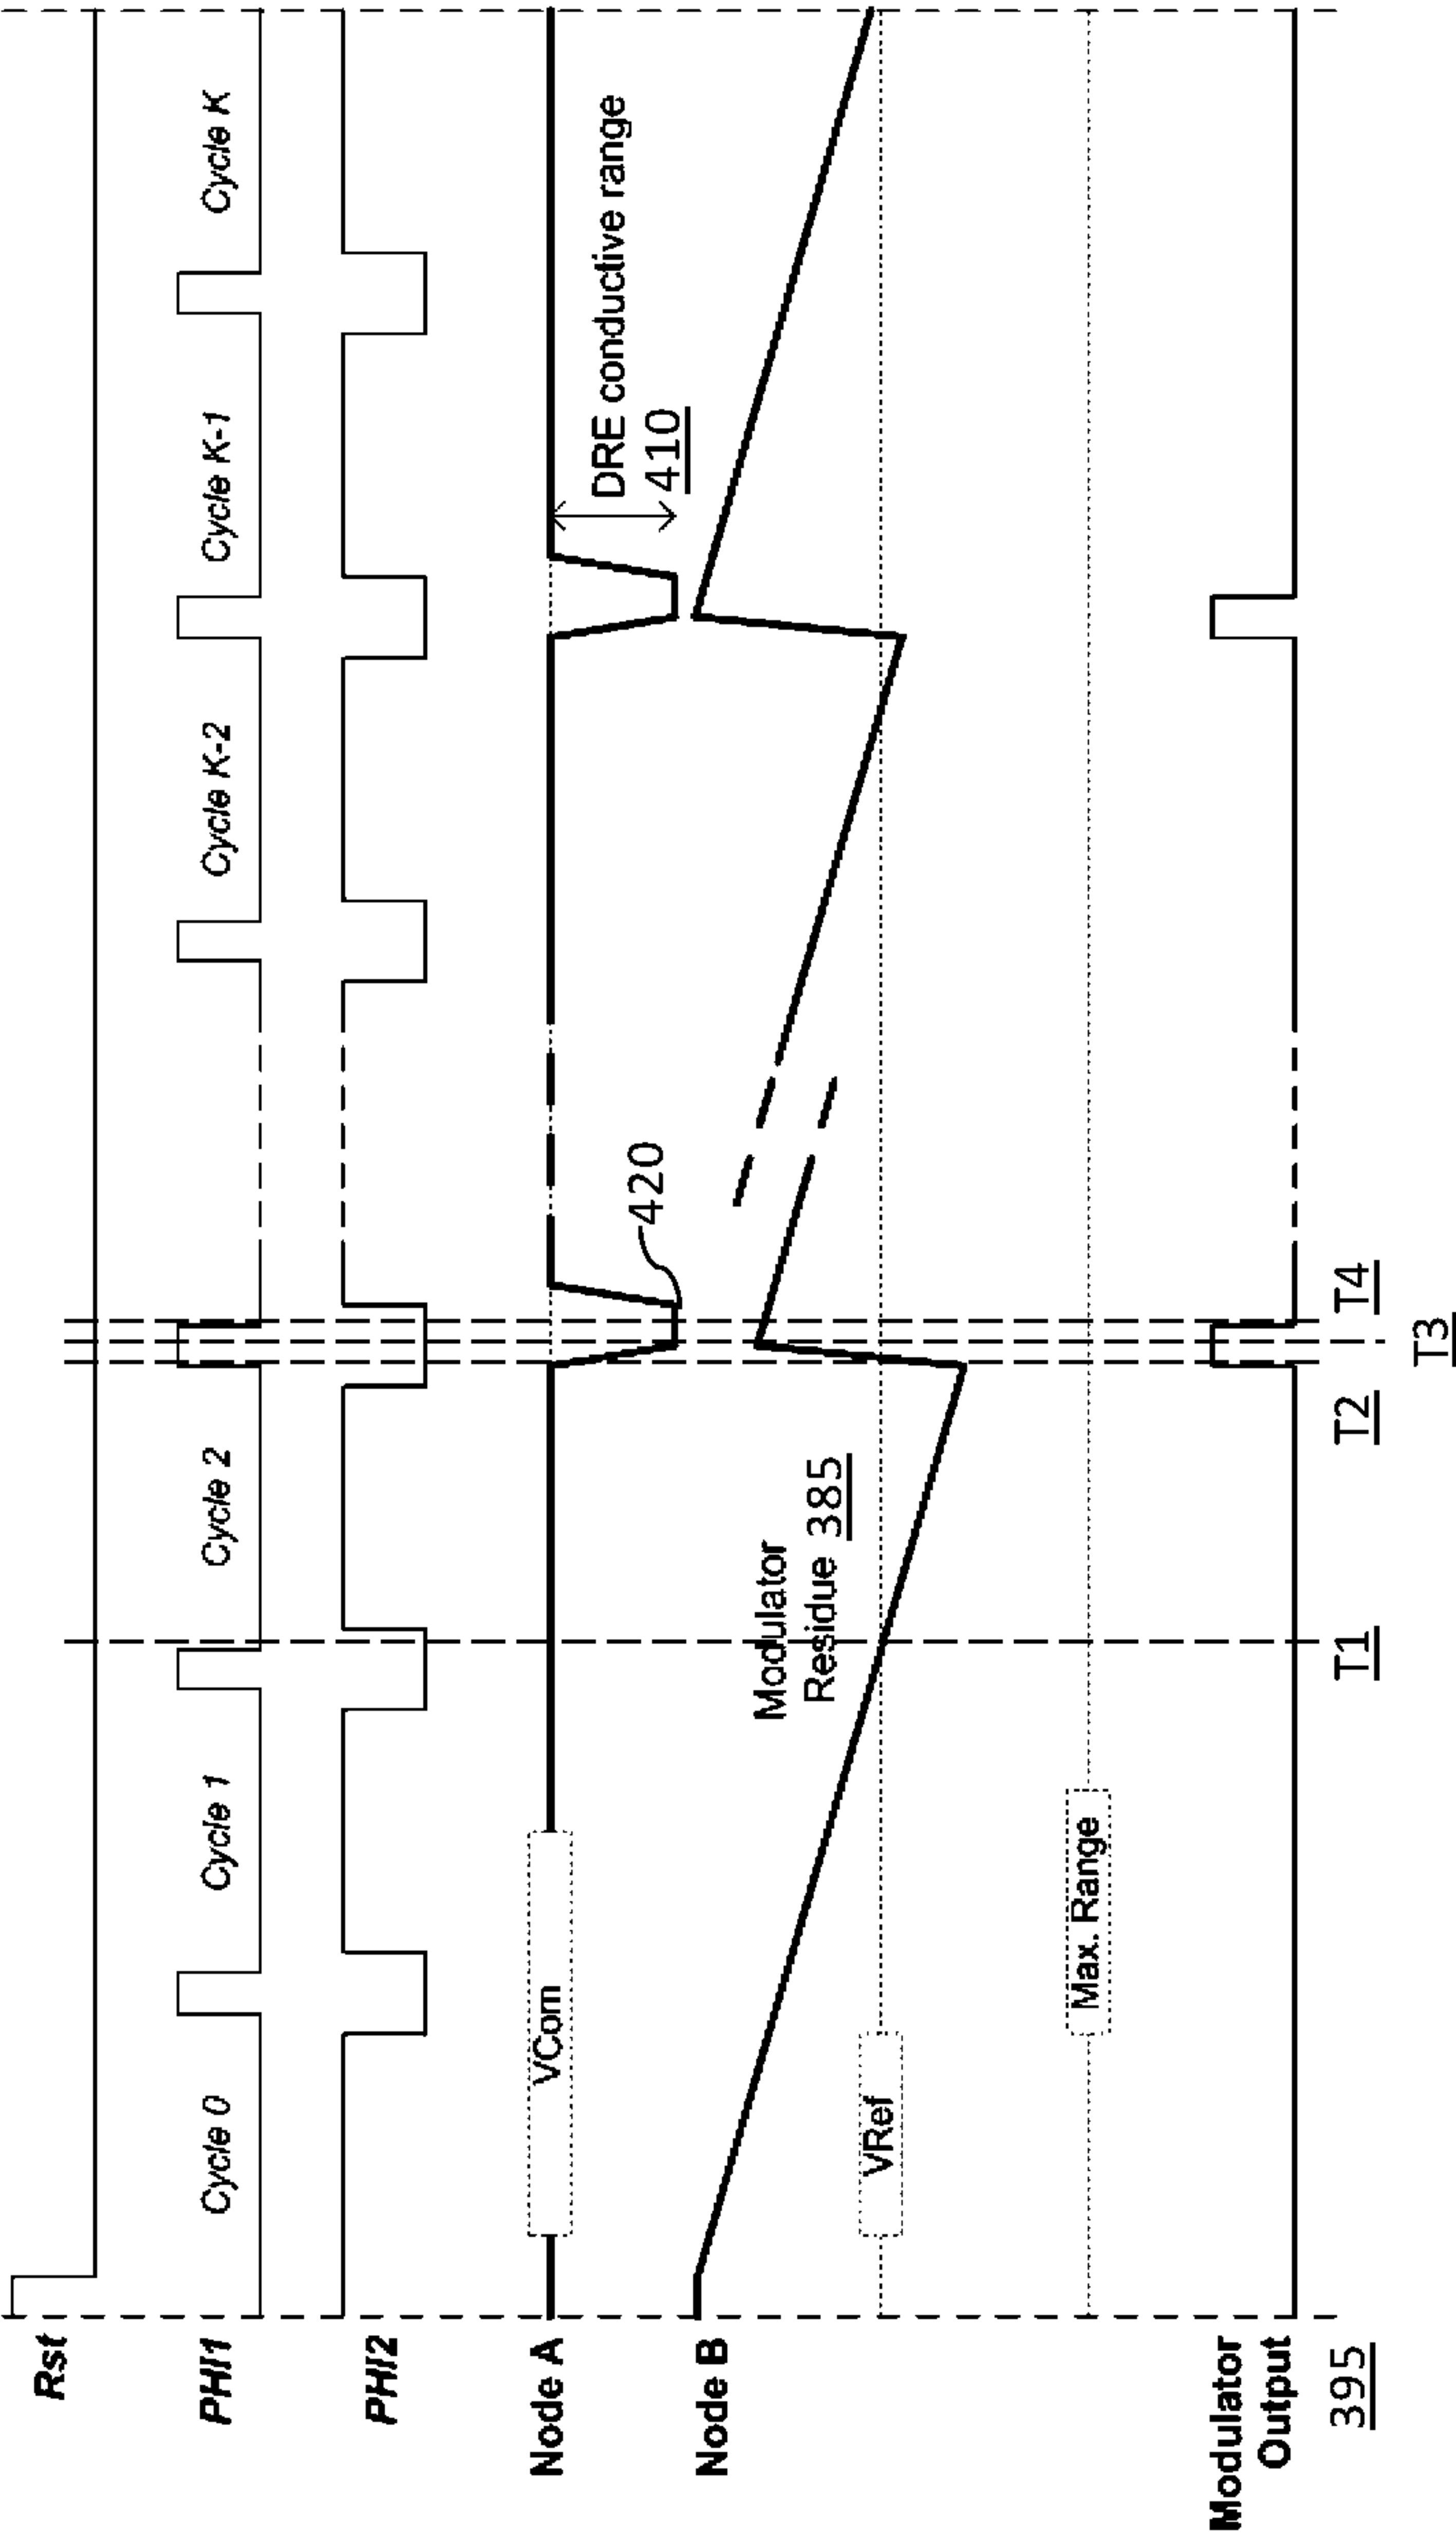 Rst
PHI1
Cycle 0
Cycle 1
Cycle 2
Cycle K-2
Cycle K-1
Cycle K
PHI2
Node A
VCom
420
DRE conductive range
410
Node B
Modulator
Residue 385
VRef
Max. Range
Modulator
Output
395
T1
T2
T4
T3